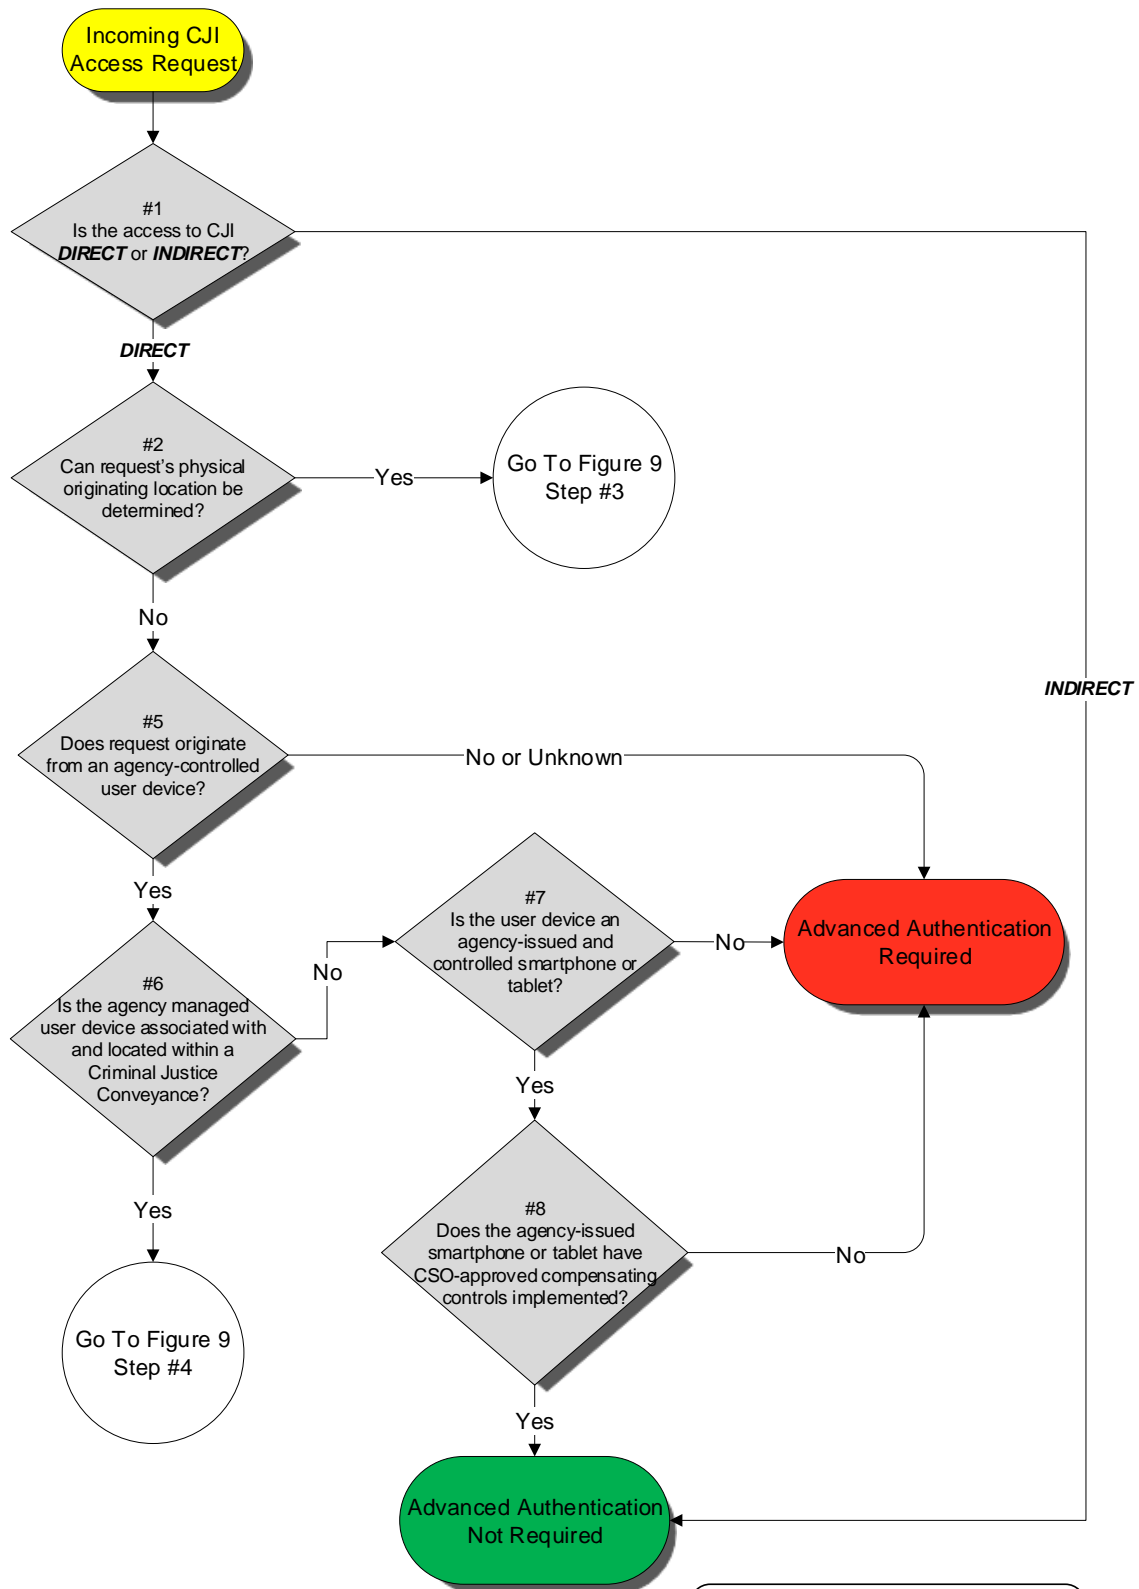 Incoming CJI
Access Request
#1
Is the access to CJI
DIRECT or INDIRECT?
DIRECT
#2
Can request's physical
originating location be
determined?
Yes
Go To Figure 9
Step #3
No
INDIRECT
#5
Does request originate
from an agency-controlled
user device?
No or Unknown
Yes
#7
Is the user device an
agency-issued and
controlled smartphone or
tablet?
No
Advanced Authentication
Required
#6
Is the agency managed
user device associated with
and located within a
Criminal Justice
Conveyance?
No
Yes
#8
Does the agency-issued
smartphone or tablet have
CSO-approved compensating
controls implemented?
No
Yes
Go To Figure 9
Step #4
Yes
Advanced Authentication
Not Required